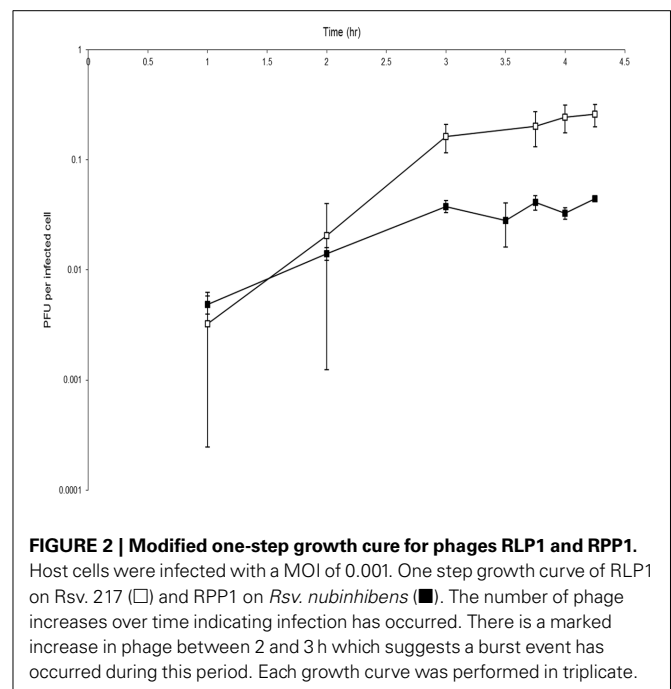 Time (hr)
1
0 0.5 1 1.5 2 2.5 3 3.5 4 4.5
0.1
0.01
0.001
0.0001
PFU per infected cell
FIGURE 2 | Modified one-step growth cure for phages RLP1 and RPP1.
Host cells were infected with a MOI of 0.001. One step growth curve of RLP1
on Rsv. 217 (□) and RPP1 on Rsv. nubinhibens (■). The number of phage
increases over time indicating infection has occurred. There is a marked
increase in phage between 2 and 3 h which suggests a burst event has
occurred during this period. Each growth curve was performed in triplicate.